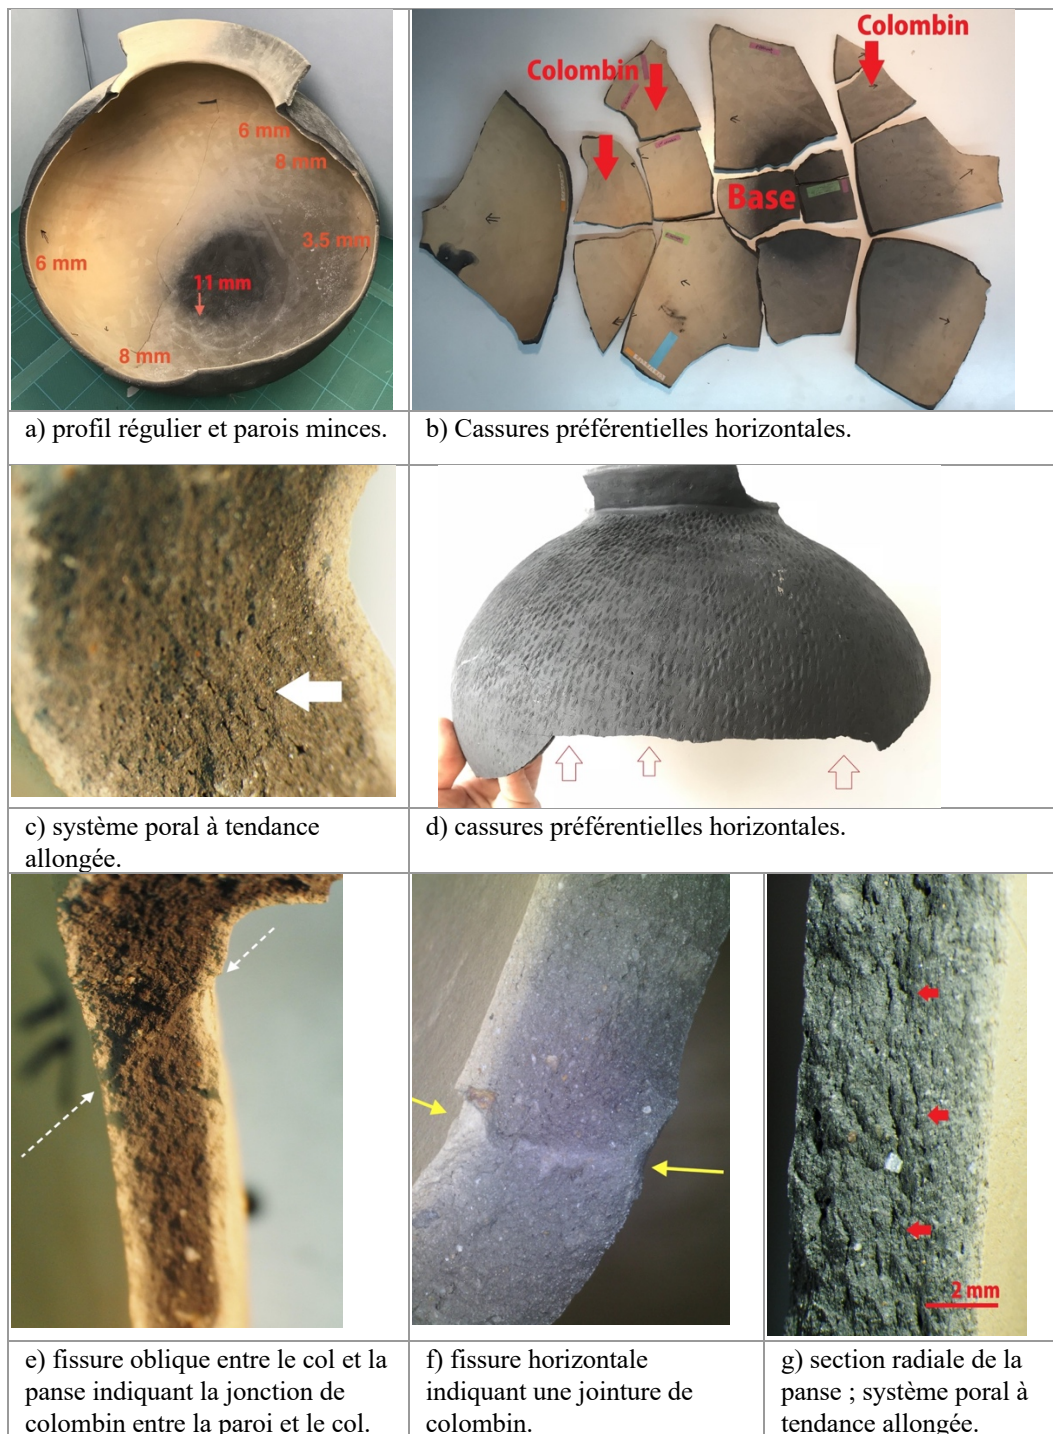 6 mm
8 mm
3.5 mm
6 mm
11 mm
8 mm
Colombin
Colombin
Base
a) profil régulier et parois minces.
b) Cassures préférentielles horizontales.
c) système poral à tendance
allongée.
d) cassures préférentielles horizontales.
2 mm
e) fissure oblique entre le col et la
panse indiquant la jonction de
colombin entre la paroi et le col.
f) fissure horizontale
indiquant une jointure de
colombin.
g) section radiale de la
panse ; système poral à
tendance allongée.